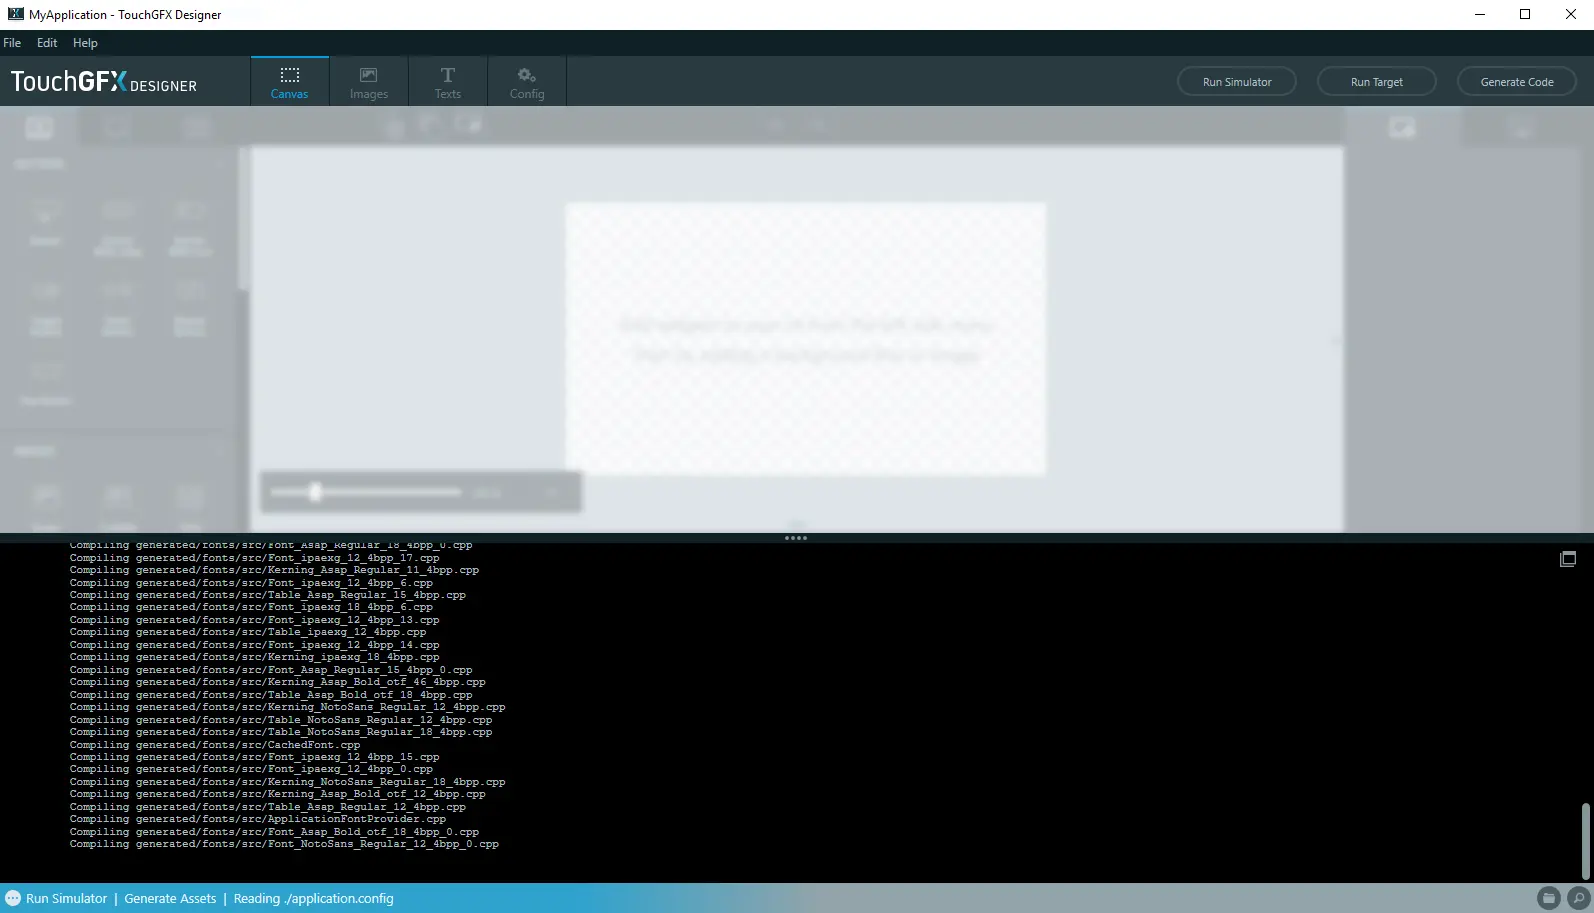 MyApplication - TouchGFX Designer
File Edit Help
TouchGFX DESIGNER
Canvas
Images
Texts
Config
Run Simulator
Run Target
Generate Code
Compiling generated/fonts/src/Font_Asap_Regular_18_4bpp_0.cpp
Compiling generated/fonts/src/Font_ipaexg_12_4bpp_17.cpp
Compiling generated/fonts/src/Kerning_Asap_Regular_11_4bpp.cpp
Compiling generated/fonts/src/Font_ipaexg_12_4bpp_6.cpp
Compiling generated/fonts/src/Table_Asap_Regular_15_4bpp.cpp
Compiling generated/fonts/src/Font_ipaexg_18_4bpp_6.cpp
Compiling generated/fonts/src/Font_ipaexg_12_4bpp_13.cpp
Compiling generated/fonts/src/Table_ipaexg_12_4bpp.cpp
Compiling generated/fonts/src/Font_ipaexg_12_4bpp_14.cpp
Compiling generated/fonts/src/Kerning_ipaexg_18_4bpp.cpp
Compiling generated/fonts/src/Font_Asap_Regular_15_4bpp_0.cpp
Compiling generated/fonts/src/Kerning_Asap_Bold_otf_46_4bpp.cpp
Compiling generated/fonts/src/Table_Asap_Bold_otf_18_4bpp.cpp
Compiling generated/fonts/src/Kerning_NotoSans_Regular_12_4bpp.cpp
Compiling generated/fonts/src/Table_NotoSans_Regular_12_4bpp.cpp
Compiling generated/fonts/src/Table_NotoSans_Regular_18_4bpp.cpp
Compiling generated/fonts/src/CachedFont.cpp
Compiling generated/fonts/src/Font_ipaexg_12_4bpp_15.cpp
Compiling generated/fonts/src/Font_ipaexg_12_4bpp_0.cpp
Compiling generated/fonts/src/Kerning_NotoSans_Regular_18_4bpp.cpp
Compiling generated/fonts/src/Kerning_Asap_Bold_otf_12_4bpp.cpp
Compiling generated/fonts/src/Table_Asap_Regular_12_4bpp.cpp
Compiling generated/fonts/src/ApplicationFontProvider.cpp
Compiling generated/fonts/src/Font_Asap_Bold_otf_18_4bpp_0.cpp
Compiling generated/fonts/src/Font_NotoSans_Regular_12_4bpp_0.cpp
Run Simulator | Generate Assets | Reading ./application.config